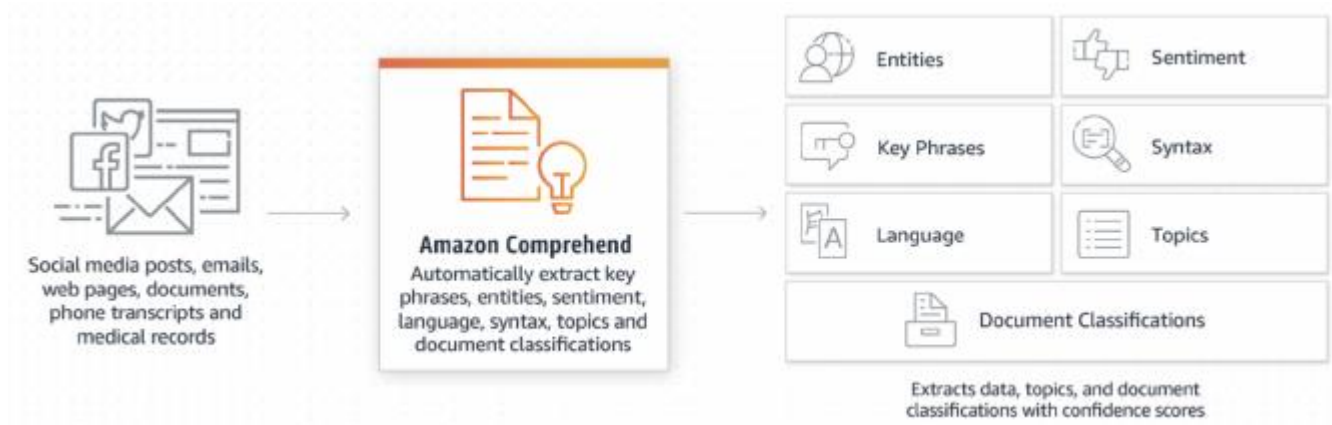 Social media posts, emails,
web pages, documents,
phone transcripts and
medical records
Amazon Comprehend
Automatically extract key
phrases, entities, sentiment,
language, syntax, topics and
document classifications
Entities
Sentiment
Key Phrases
Syntax
A
Language
Topics
Document Classifications
Extracts data, topics, and document
classifications with confidence scores